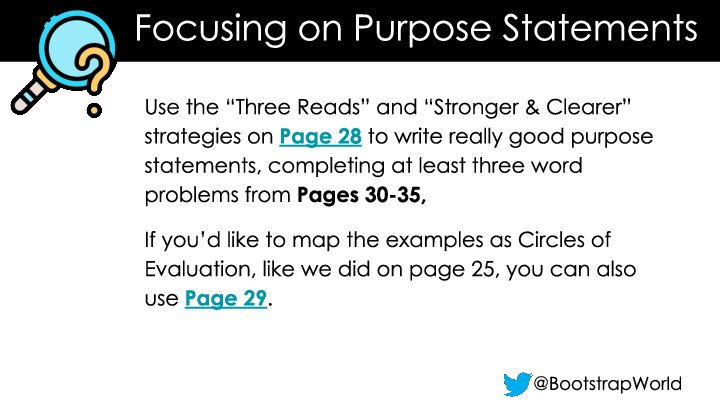 Focusing on Purpose Statements
Use the “Three Reads” and “Stronger & Clearer”
strategies on Page 28 to write really good purpose
statements, completing at least three word
problems from Pages 30-35,
If you’d like to map the examples as Circles of
Evaluation, like we did on page 25, you can also
use Page 29.
@BootstrapWorld